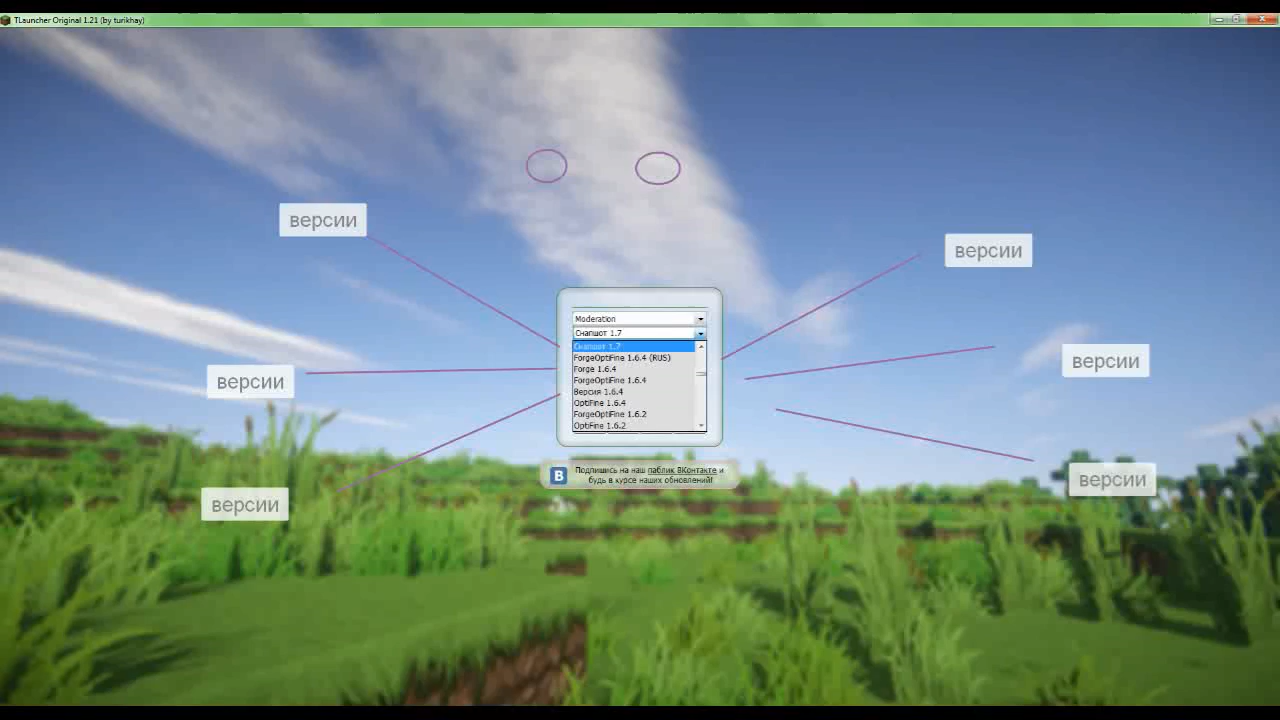 TLauncher Original 1.21 (by turikhay)
версии
версии
Moderation
Снапшот 1.7
Снапшот 1.7
ForgeOptiFine 1.6.4 (RUS)
Forge 1.6.4
ForgeOptiFine 1.6.4
Версия 1.6.4
OptiFine 1.6.4
ForgeOptiFine 1.6.2
OptiFine 1.6.2
версии
версии
В
Подпишись на наш паблик ВКонтакте и
будь в курсе наших обновлений!
версии
версии